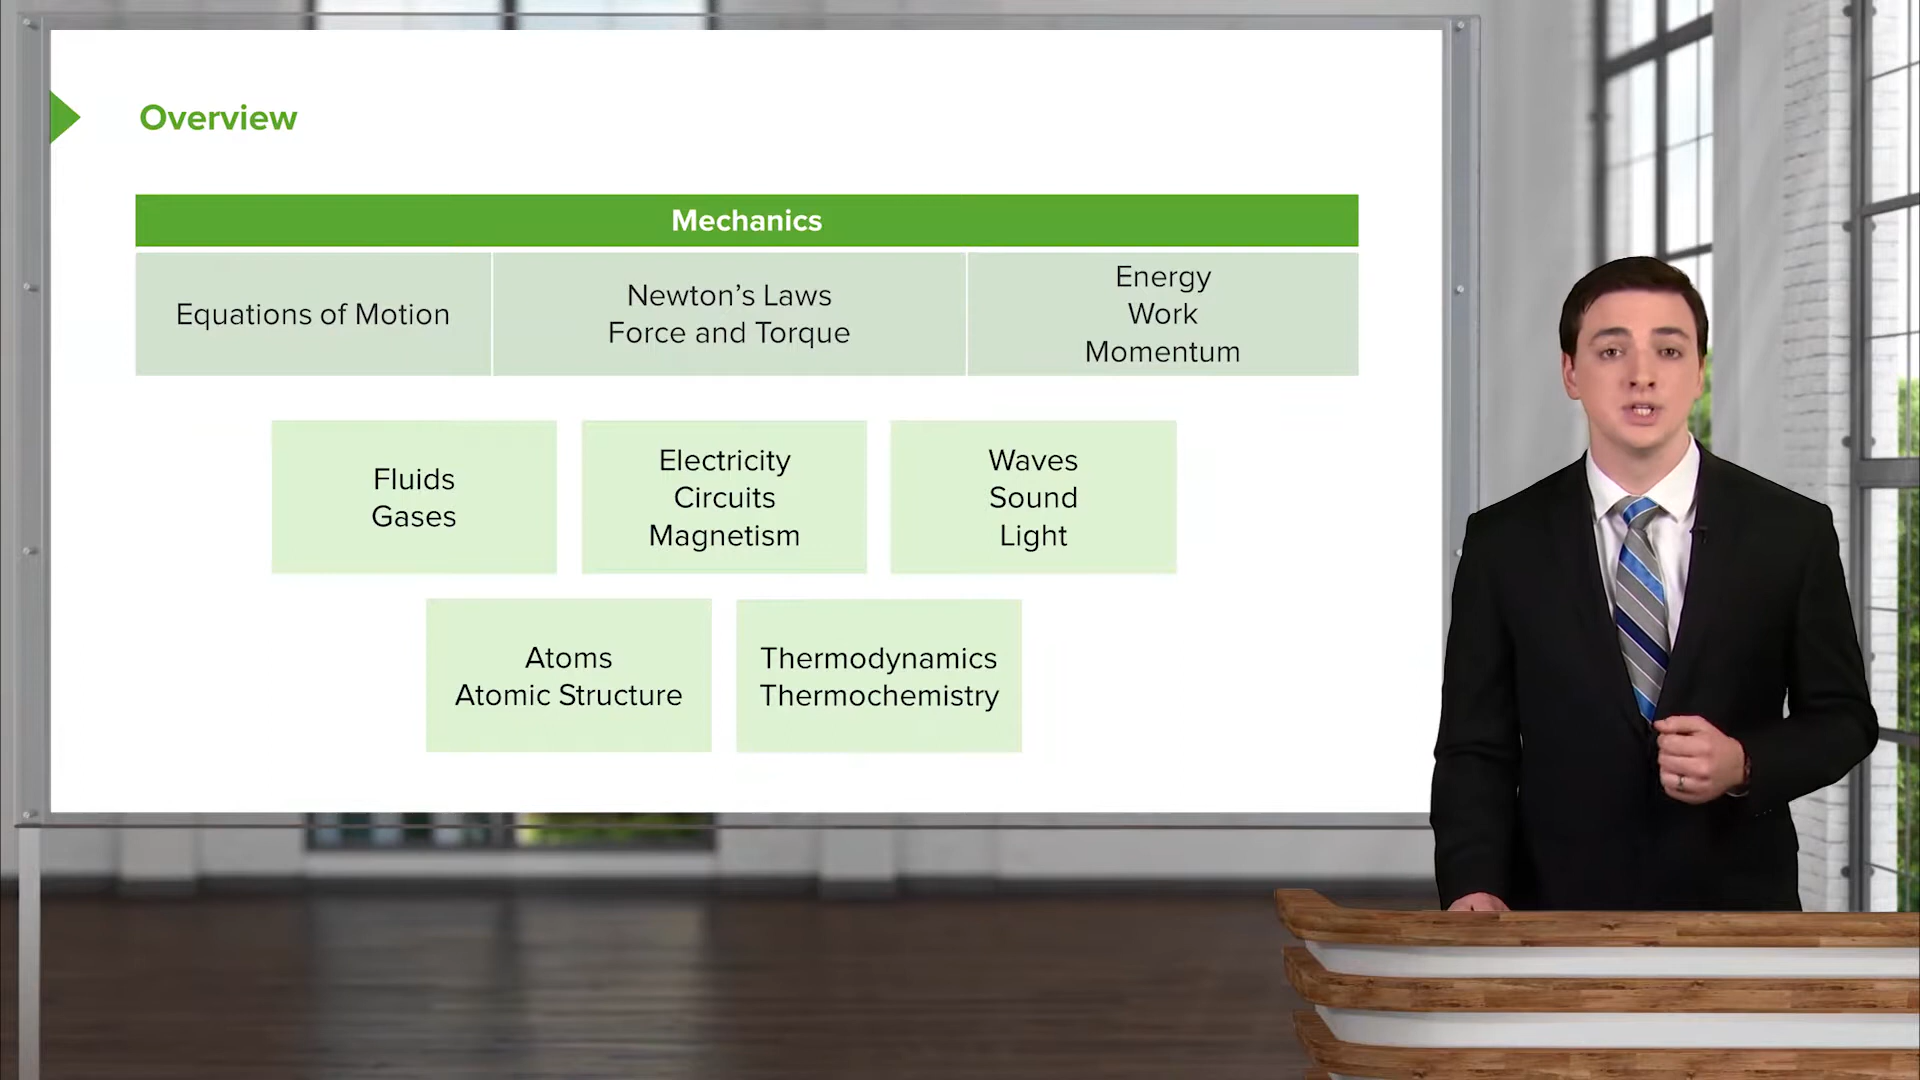 Overview
Mechanics
Equations of Motion
Newton’s Laws
Force and Torque
Energy
Work
Momentum
Fluids
Gases
Electricity
Circuits
Magnetism
Waves
Sound
Light
Atoms
Atomic Structure
Thermodynamics
Thermochemistry